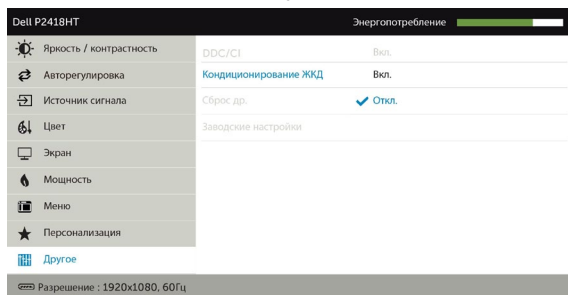 Dell P2418HT Энергопотребление
Яркость / контрастность DDC/CI Вкл.
Авторегулировка Кондиционирование ЖКД Вкл.
Источник сигнала Сброс др. Откл.
Цвет Заводские настройки
Экран
Мощность
Меню
Персонализация
Другое
Разрешение : 1920x1080, 60Гц